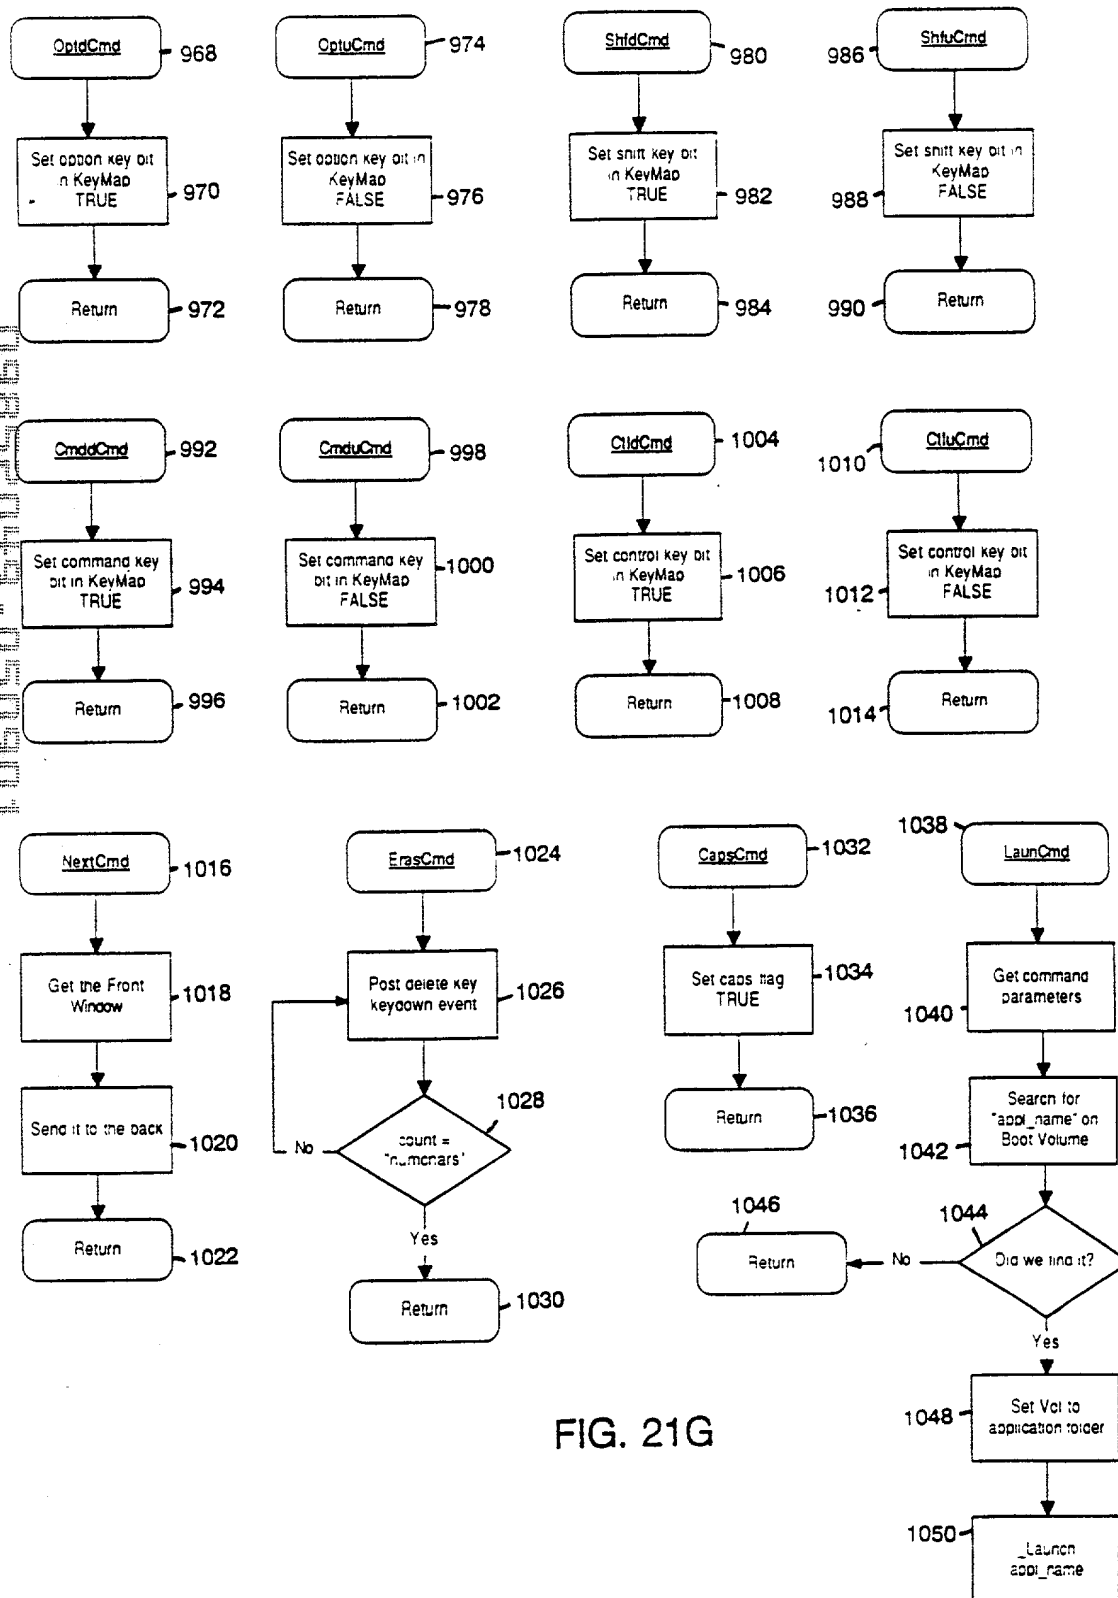 OptdCmd
968
Set option key bit
in KeyMap
TRUE
970
Return
972
OptuCmd
974
Set option key bit in
KeyMap
FALSE
976
Return
978
ShfdCmd
980
Set shift key bit
in KeyMap
TRUE
982
Return
984
ShfuCmd
986
Set shift key bit in
KeyMap
FALSE
988
Return
990
CmddCmd
992
Set command key
bit in KeyMap
TRUE
994
Return
996
CmduCmd
998
Set command key
bit in KeyMap
FALSE
1000
Return
1002
CtldCmd
1004
Set control key bit
in KeyMap
TRUE
1006
Return
1008
CtluCmd
1010
Set control key bit
in KeyMap
FALSE
1012
Return
1014
NextCmd
1016
Get the Front
Window
1018
Send it to the back
1020
Return
1022
ErasCmd
1024
Post delete key
keydown event
1026
count =
"numchars"
1028
No
Yes
Return
1030
CapsCmd
1032
Set caps flag
TRUE
1034
Return
1036
LaunCmd
1038
Get command
parameters
1040
Search for
"appl_name" on
Boot Volume
1042
Did we find it?
1044
No
Return
1046
Yes
Set Vol to
application folder
1048
_Launch
appl_name
1050
FIG. 21G